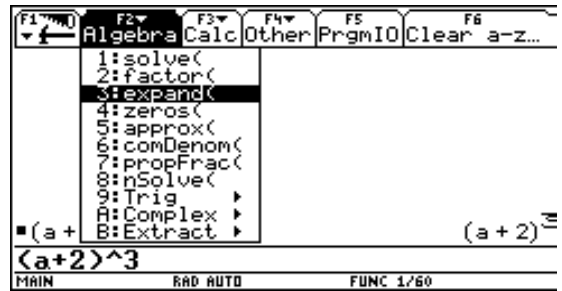 F1 F2 F3 F4 F5 F6
Algebra Calc Other PrgmIO Clear a-z…
1:solve(
2:factor(
3:expand(
4:zeros(
5:approx(
6:comDenom(
7:propFrac(
8:nSolve(
9:Trig ▶
A:Complex ▶
B:Extract ▶
■(a + (a + 2)
(a+2)^3
MAIN RAD AUTO FUNC 1/60